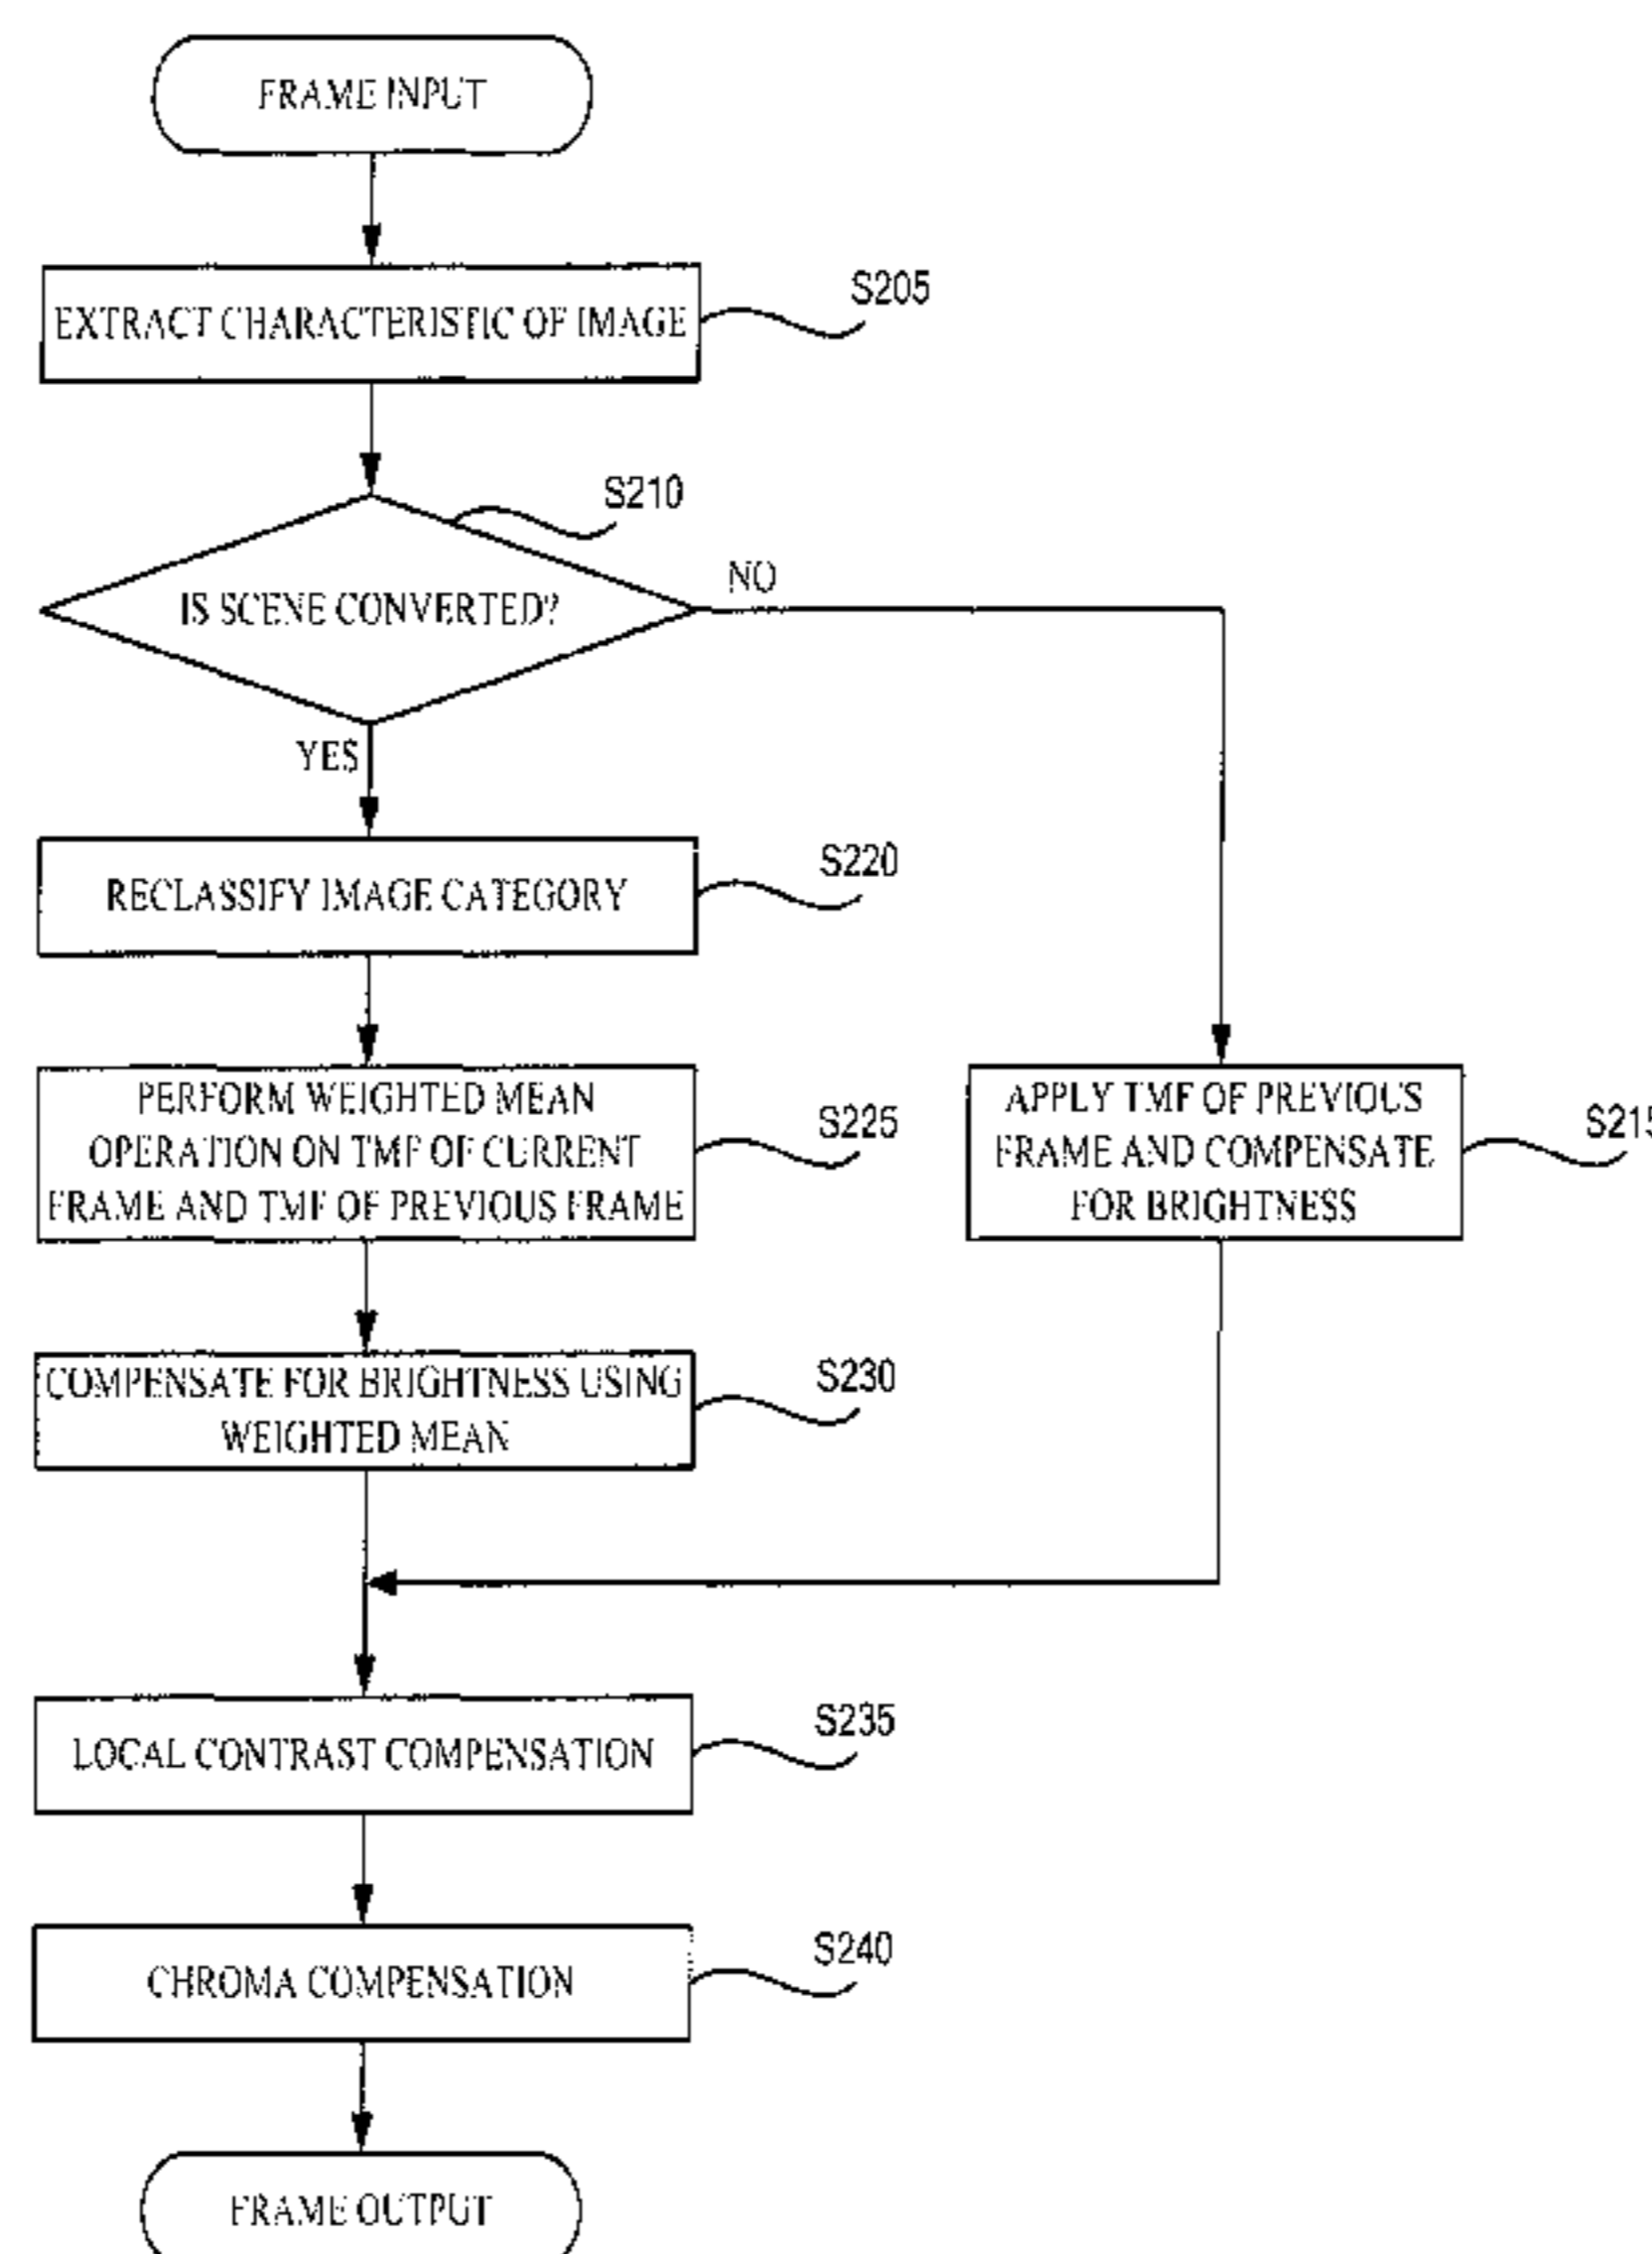 FRAME INPUT
EXTRACT CHARACTERISTIC OF IMAGE
S205
S210
IS SCENE CONVERTED?
NO
YES
RECLASSIFY IMAGE CATEGORY
S220
PERFORM WEIGHTED MEAN
OPERATION ON TMF OF CURRENT
FRAME AND TMF OF PREVIOUS FRAME
S225
APPLY TMF OF PREVIOUS
FRAME AND COMPENSATE
FOR BRIGHTNESS
S215
COMPENSATE FOR BRIGHTNESS USING
WEIGHTED MEAN
S230
LOCAL CONTRAST COMPENSATION
S235
CHROMA COMPENSATION
S240
FRAME OUTPUT